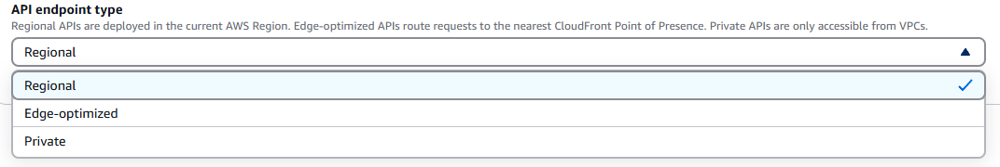 API endpoint type
Regional APIs are deployed in the current AWS Region. Edge-optimized APIs route requests to the nearest CloudFront Point of Presence. Private APIs are only accessible from VPCs.
Regional
Regional
Edge-optimized
Private